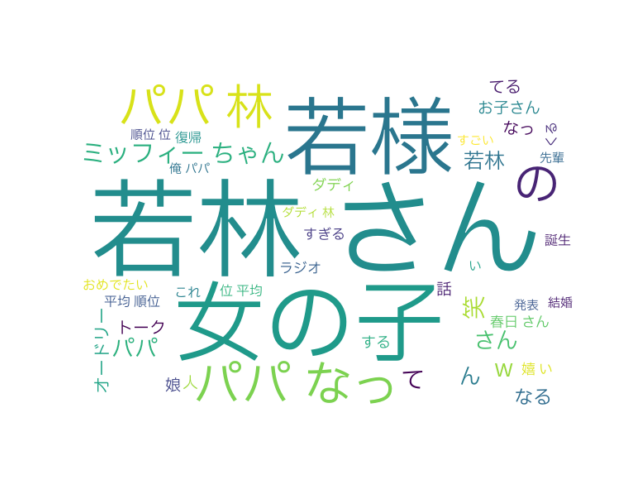 パパ 林
若様
てる
お子さん
順位 位
復帰
すごい
なっ
る
く
ミッフィー ちゃん
若林
先輩
俺 パパ
の
ダディ
若林 さん
ダディ 林
すぎる
誕生
ラジオ
い
おめでたい
これ
位 平均
女の子
話
平均 順位
笑
発表
結婚
オードリー
トーク
春日 さん
パパ
する
さん
娘
人
パパ なっ
て
ん
w
嬉 い
なる